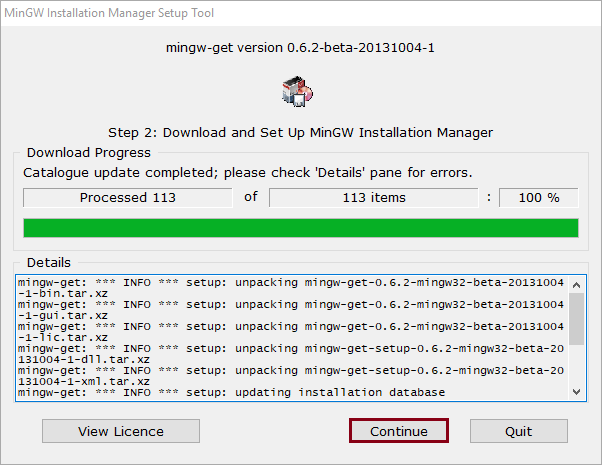 MinGW Installation Manager Setup Tool
mingw-get version 0.6.2-beta-20131004-1
Step 2: Download and Set Up MinGW Installation Manager
Download Progress
Catalogue update completed; please check 'Details' pane for errors.
Processed 113 of 113 items : 100 %
Details
mingw-get: *** INFO *** setup: unpacking mingw-get-0.6.2-mingw32-beta-20131004
-1-bin.tar.xz
mingw-get: *** INFO *** setup: unpacking mingw-get-0.6.2-mingw32-beta-20131004
-1-gui.tar.xz
mingw-get: *** INFO *** setup: unpacking mingw-get-0.6.2-mingw32-beta-20131004
-1-lic.tar.xz
mingw-get: *** INFO *** setup: unpacking mingw-get-setup-0.6.2-mingw32-beta-20
131004-1-dll.tar.xz
mingw-get: *** INFO *** setup: unpacking mingw-get-setup-0.6.2-mingw32-beta-20
131004-1-xml.tar.xz
mingw-get: *** INFO *** setup: updating installation database
View Licence Continue Quit